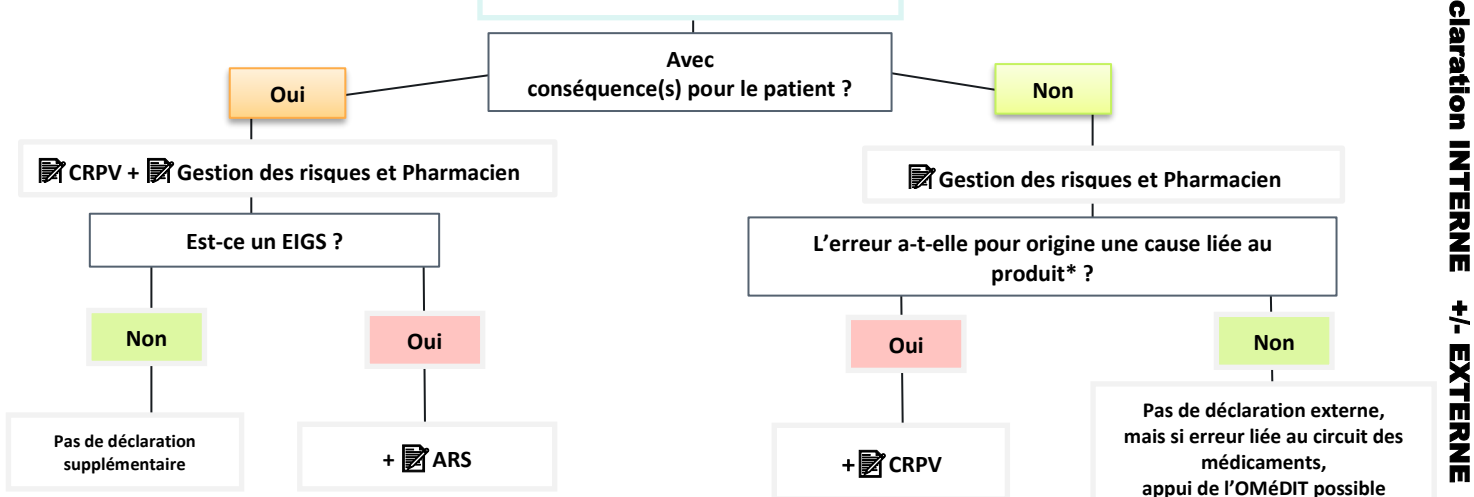 Avec
conséquence(s) pour le patient ?
Oui
Non
CRPV + Gestion des risques et Pharmacien
Gestion des risques et Pharmacien
Est-ce un EIGS ?
L’erreur a-t-elle pour origine une cause liée au
produit* ?
Non
Oui
Oui
Non
Pas de déclaration
supplémentaire
+ ARS
+ CRPV
Pas de déclaration externe,
mais si erreur liée au circuit des
médicaments,
appui de l’OMéDIT possible
claration INTERNE +/- EXTERNE